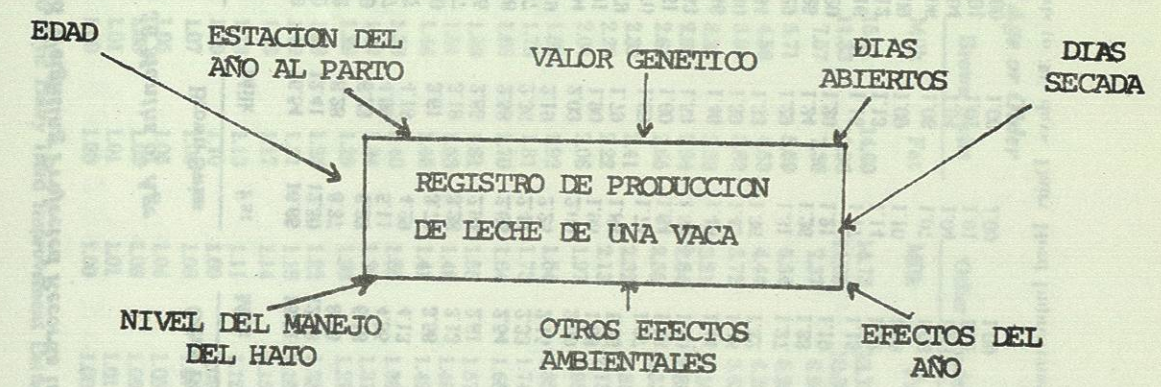 EDAD
ESTACION DEL
AÑO AL PARTO
VALOR GENETICO
DIAS
ABIERTOS
DIAS
SECADA
REGISTRO DE PRODUCCION
DE LECHE DE UNA VACA
NIVEL DEL MANEJO
DEL HATO
OTROS EFECTOS
AMBIENTALES
EFECTOS DEL
AÑO